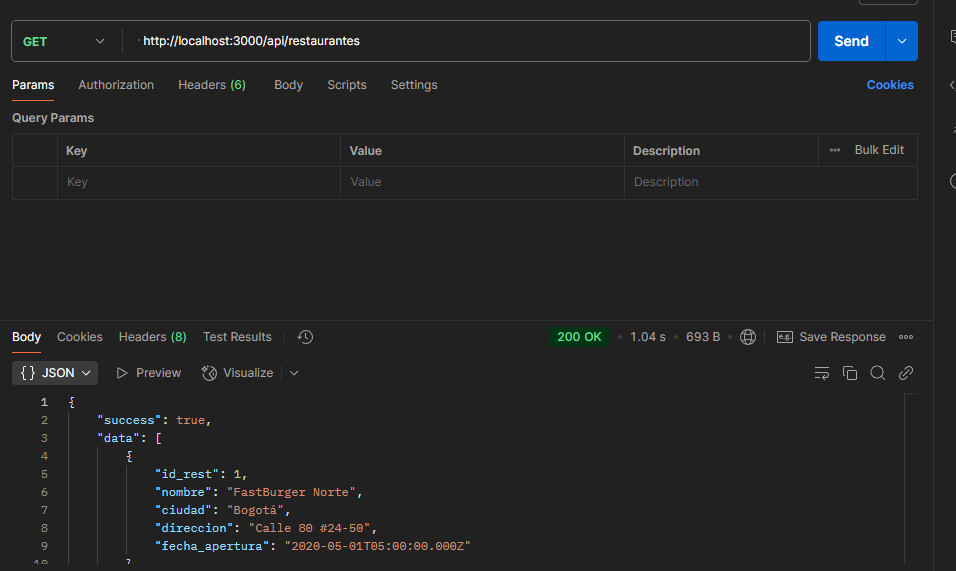 GET http://localhost:3000/api/restaurantes Send
Params Authorization Headers (6) Body Scripts Settings Cookies
Query Params
Key Value Description ••• Bulk Edit
Key Value Description
Body Cookies Headers (8) Test Results 200 OK • 1.04 s • 693 B • e.g. Save Response •••
{} JSON Preview Visualize
1 {
2 "success": true,
3 "data": [
4 {
5 "id_rest": 1,
6 "nombre": "FastBurger Norte",
7 "ciudad": "Bogotá",
8 "direccion": "Calle 80 #24-50",
9 "fecha_apertura": "2020-05-01T05:00:00.000Z"
10 }